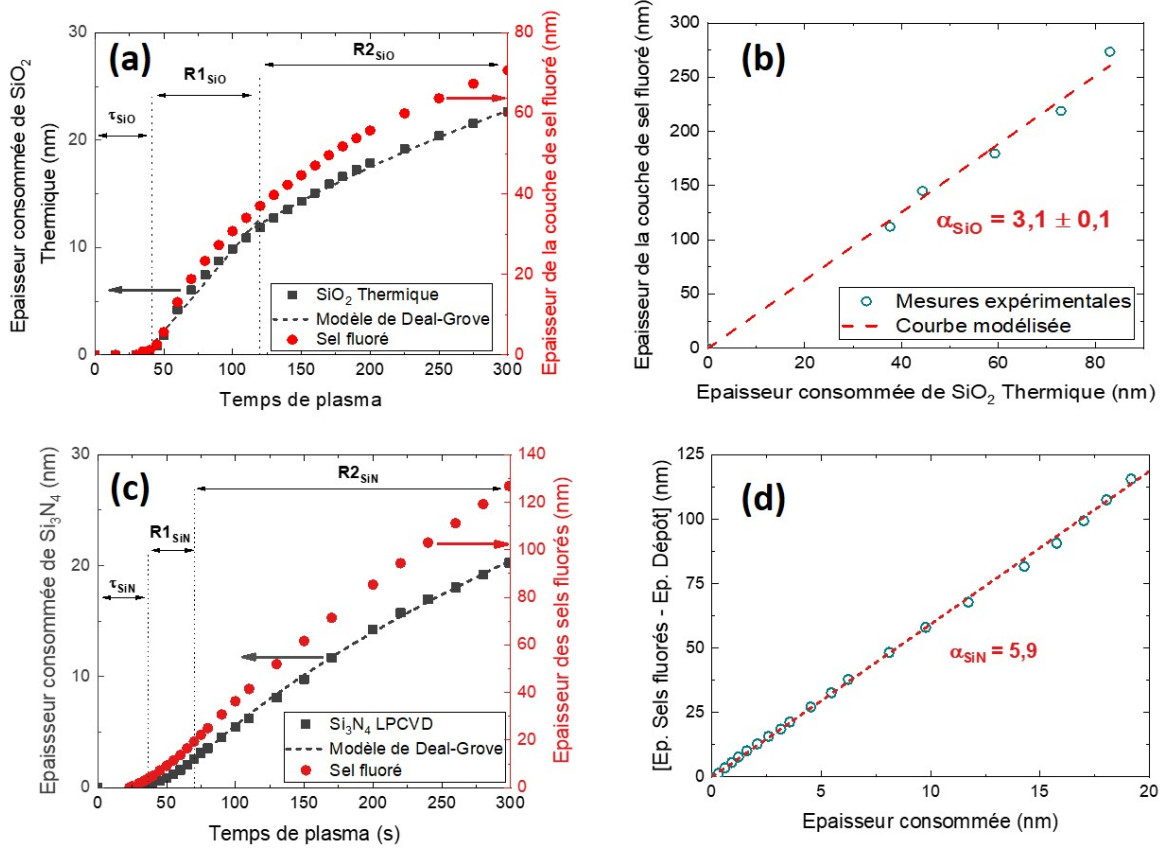 (a)
Epaisseur consommée de SiO2
Thermique (nm)
30
20
10
0
τSiO
R1SiO
R2SiO
SiO2 Thermique
Modèle de Deal-Grove
Sel fluoré
0 50 100 150 200 250 300
Temps de plasma
80
60
40
20
0
Epaisseur de la couche de sel fluoré (nm)
(b)
Epaisseur de la couche de sel fluoré (nm)
300
250
200
150
100
50
0
αSiO = 3,1 ± 0,1
Mesures expérimentales
Courbe modélisée
0 20 40 60 80
Epaisseur consommée de SiO2 Thermique (nm)
(c)
Epaissseur consommée de Si3N4 (nm)
30
20
10
0
τSiN
R1SiN
R2SiN
Si3N4 LPCVD
Modèle de Deal-Grove
Sel fluoré
0 50 100 150 200 250 300
Temps de plasma (s)
140
120
100
80
60
40
20
0
Epaisseur des sels fluorés (nm)
(d)
[Ep. Sels fluorés - Ep. Dépôt] (nm)
125
100
75
50
25
0
αSiN = 5,9
0 5 10 15 20
Epaisseur consommée (nm)